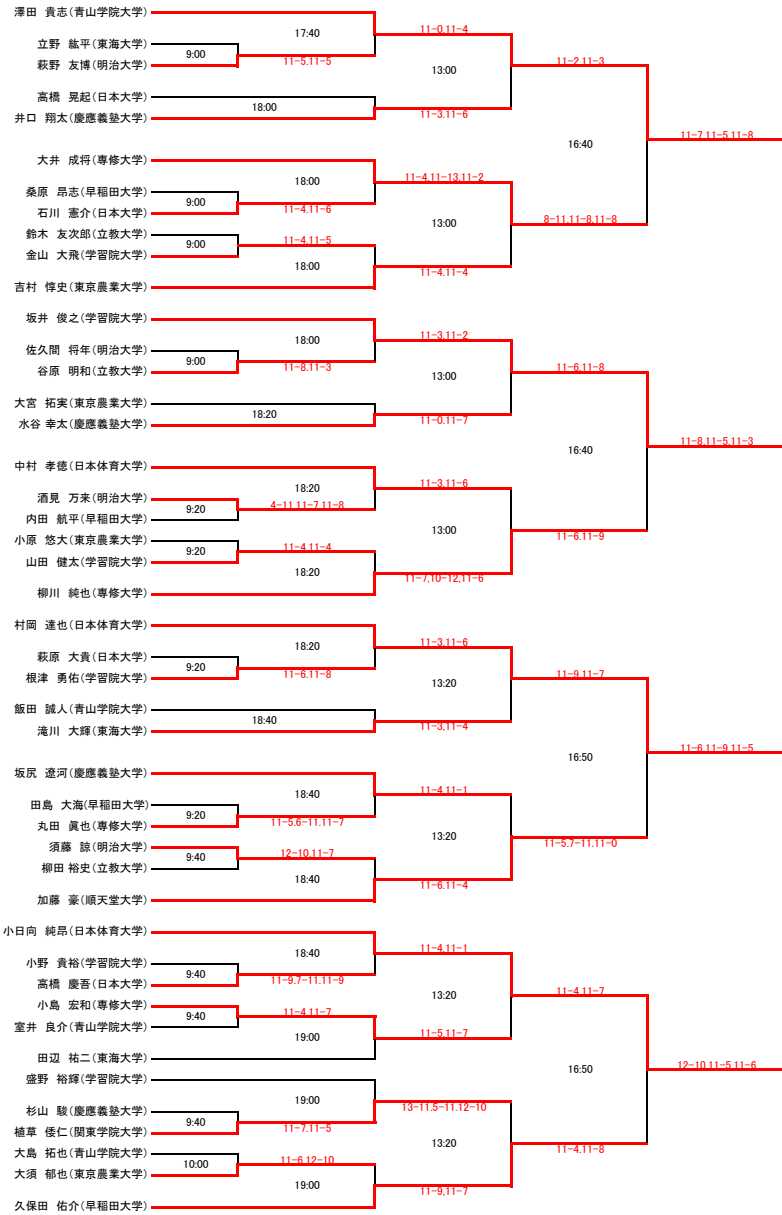 澤田 貴志(青山学院大学)
17:40
11-0,11-4
立野 紘平(東海大学)
9:00
萩野 友博(明治大学)
11-5,11-5
13:00
11-2,11-3
高橋 晃起(日本大学)
18:00
井口 翔太(慶應義塾大学)
11-3,11-6
16:40
11-7,11-5,11-8
大井 成将(専修大学)
18:00
11-4,11-13,11-2
桑原 昂志(早稲田大学)
9:00
石川 憲介(日本大学)
11-4,11-6
13:00
8-11,11-8,11-8
鈴木 友次郎(立教大学)
9:00
11-4,11-5
金山 大飛(学習院大学)
18:00
11-4,11-4
吉村 惇史(東京農業大学)
坂井 俊之(学習院大学)
18:00
11-3,11-2
佐久間 将年(明治大学)
9:00
谷原 明和(立教大学)
11-8,11-3
13:00
11-6,11-8
大宮 拓実(東京農業大学)
18:20
水谷 幸太(慶應義塾大学)
11-0,11-7
16:40
11-8,11-5,11-3
中村 孝徳(日本体育大学)
18:20
11-3,11-6
酒見 万来(明治大学)
9:20
4-11,11-7,11-8
内田 航平(早稲田大学)
13:00
11-6,11-9
小原 悠大(東京農業大学)
9:20
11-4,11-4
山田 健太(学習院大学)
18:20
11-7,10-12,11-6
柳川 純也(専修大学)
村岡 達也(日本体育大学)
18:20
11-3,11-6
萩原 大貴(日本大学)
9:20
根津 勇佑(学習院大学)
11-6,11-8
13:20
11-9,11-7
飯田 誠人(青山学院大学)
18:40
滝川 大輝(東海大学)
11-3,11-4
16:50
11-6,11-9,11-5
坂尻 遼河(慶應義塾大学)
18:40
11-4,11-1
田島 大海(早稲田大学)
9:20
丸田 眞也(専修大学)
11-5,6-11,11-7
13:20
11-5,7-11,11-0
須藤 諒(明治大学)
9:40
12-10,11-7
柳田 裕史(立教大学)
18:40
11-6,11-4
加藤 豪(順天堂大学)
小日向 純昂(日本体育大学)
18:40
11-4,11-1
小野 貴裕(学習院大学)
9:40
高橋 慶吾(日本大学)
11-9,7-11,11-9
13:20
11-4,11-7
小島 宏和(専修大学)
9:40
11-4,11-7
室井 良介(青山学院大学)
19:00
11-5,11-7
田辺 祐二(東海大学)
16:50
12-10,11-5,11-6
盛野 裕輝(学習院大学)
19:00
13-11,5-11,12-10
杉山 駿(慶應義塾大学)
9:40
植草 倭仁(関東学院大学)
11-7,11-5
13:20
11-4,11-8
大島 拓也(青山学院大学)
10:00
11-6,12-10
大須 郁也(東京農業大学)
19:00
11-9,11-7
久保田 佑介(早稲田大学)